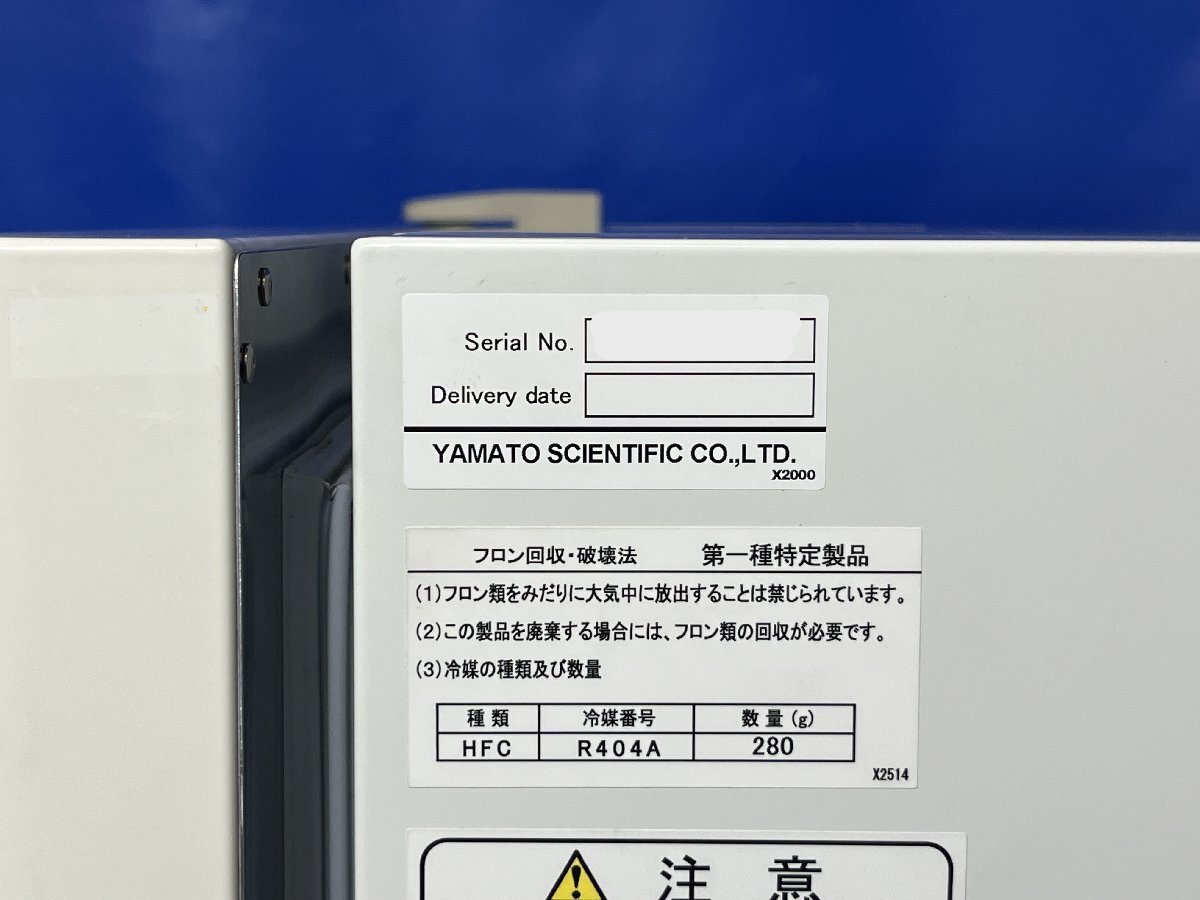 Serial No.
Delivery date
YAMATO SCIENTIFIC CO.,LTD.
X2000
フロン回収・破壊法 第一種特定製品
(1)フロン類をみだりに大気中に放出することは禁じられています。
(2)この製品を廃棄する場合には、フロン類の回収が必要です。
(3)冷媒の種類及び数量
種類 冷媒番号 数量(g)
HFC R404A 280
X2514
注意